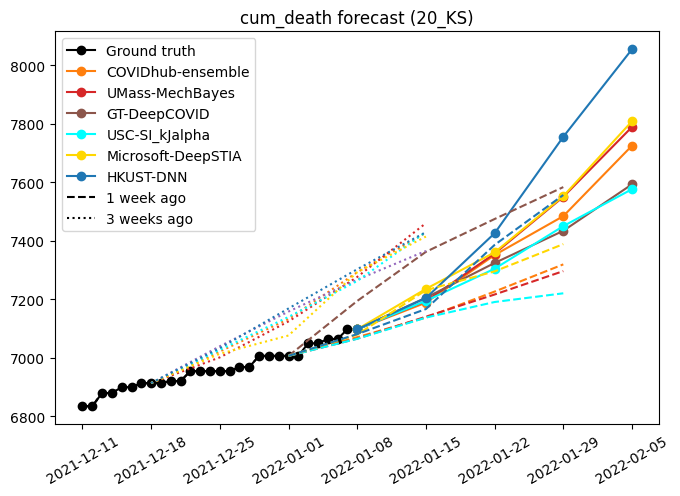 cum_death forecast (20_KS)
Ground truth
COVIDhub-ensemble
UMass-MechBayes
GT-DeepCOVID
USC-SI_kJalpha
Microsoft-DeepSTIA
HKUST-DNN
1 week ago
3 weeks ago
8000
7800
7600
7400
7200
7000
6800
2021-12-11
2021-12-18
2021-12-25
2022-01-01
2022-01-08
2022-01-15
2022-01-22
2022-01-29
2022-02-05